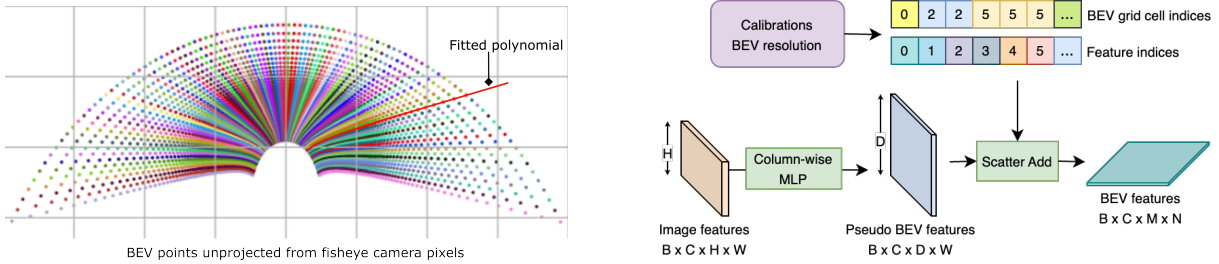 Fitted polynomial
BEV points unprojected from fisheye camera pixels
Calibrations
BEV resolution
0 2 2 5 5 5 ...
BEV grid cell indices
0 1 2 3 4 5 ...
Feature indices
H
Column-wise
MLP
D
Scatter Add
Image features
B x C x H x W
Pseudo BEV features
B x C x D x W
BEV features
B x C x M x N